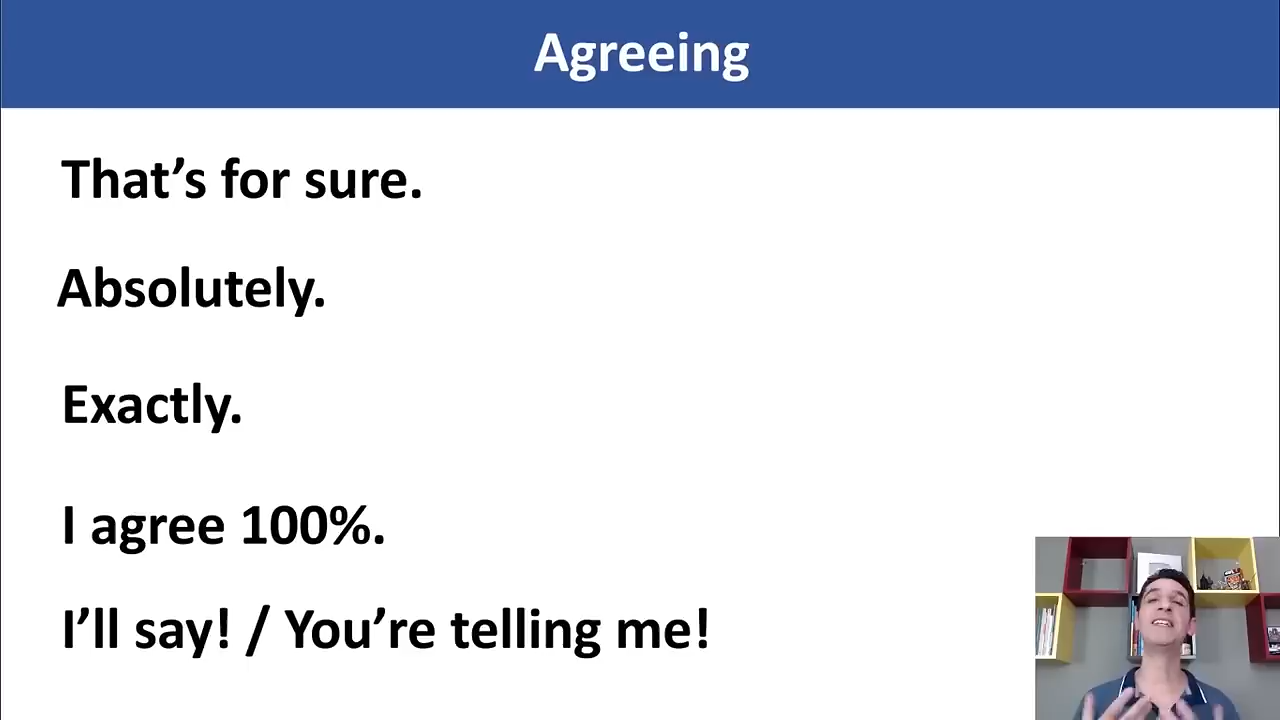 Agreeing
That’s for sure.
Absolutely.
Exactly.
I agree 100%.
I’ll say! / You’re telling me!